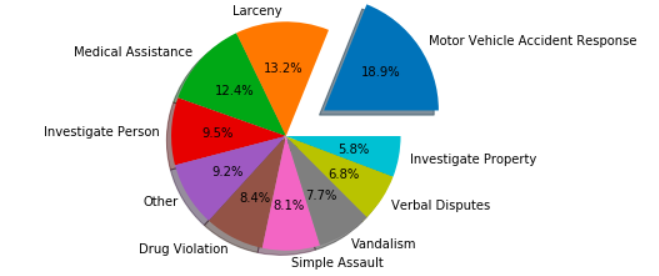 Larceny
Motor Vehicle Accident Response
Medical Assistance
13.2%
18.9%
12.4%
Investigate Person
9.5%
5.8%
Investigate Property
9.2%
6.8%
Other
8.4%
8.1%
7.7%
Verbal Disputes
Drug Violation
Vandalism
Simple Assault